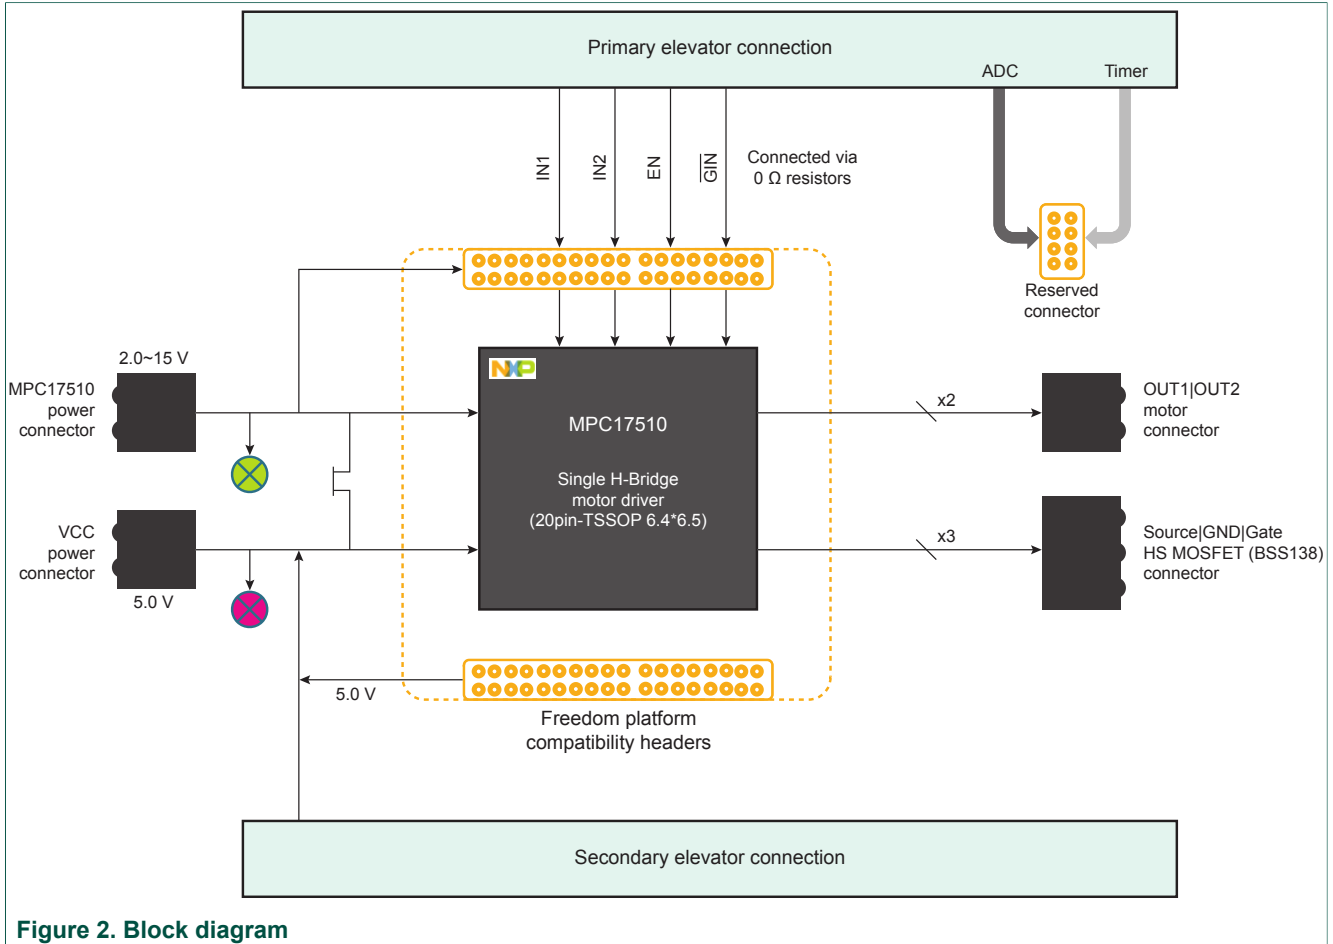 Primary elevator connection
ADC
Timer
IN1
IN2
EN
G̅I̅N̅
Connected via
0 Ω resistors
Reserved
connector
2.0~15 V
MPC17510
power
connector
NXP
MPC17510
Single H-Bridge
motor driver
(20pin-TSSOP 6.4*6.5)
x2
OUT1|OUT2
motor
connector
VCC
power
connector
5.0 V
x3
Source|GND|Gate
HS MOSFET (BSS138)
connector
5.0 V
Freedom platform
compatibility headers
Secondary elevator connection
Figure 2. Block diagram